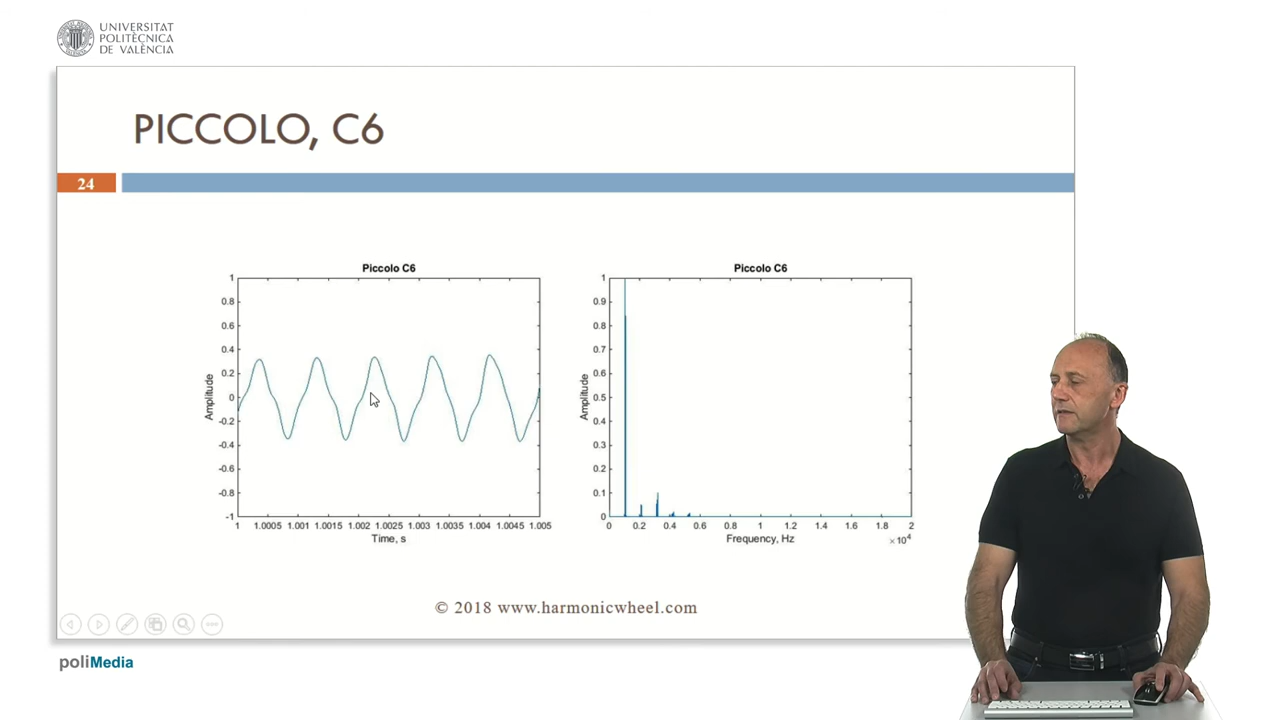 UNIVERSITAT
POLITÈCNICA
DE VALÈNCIA
PICCOLO, C6
24
Piccolo C6
1
0.8
0.6
0.4
0.2
0
-0.2
-0.4
-0.6
-0.8
-1
Amplitude
1 1.0005 1.001 1.0015 1.002 1.0025 1.003 1.0035 1.004 1.0045 1.005
Time, s
Piccolo C6
1
0.9
0.8
0.7
0.6
0.5
0.4
0.3
0.2
0.1
0
Amplitude
0 0.2 0.4 0.6 0.8 1 1.2 1.4 1.6 1.8 2
Frequency, Hz
×10⁴
© 2018 www.harmonicwheel.com
poliMedia